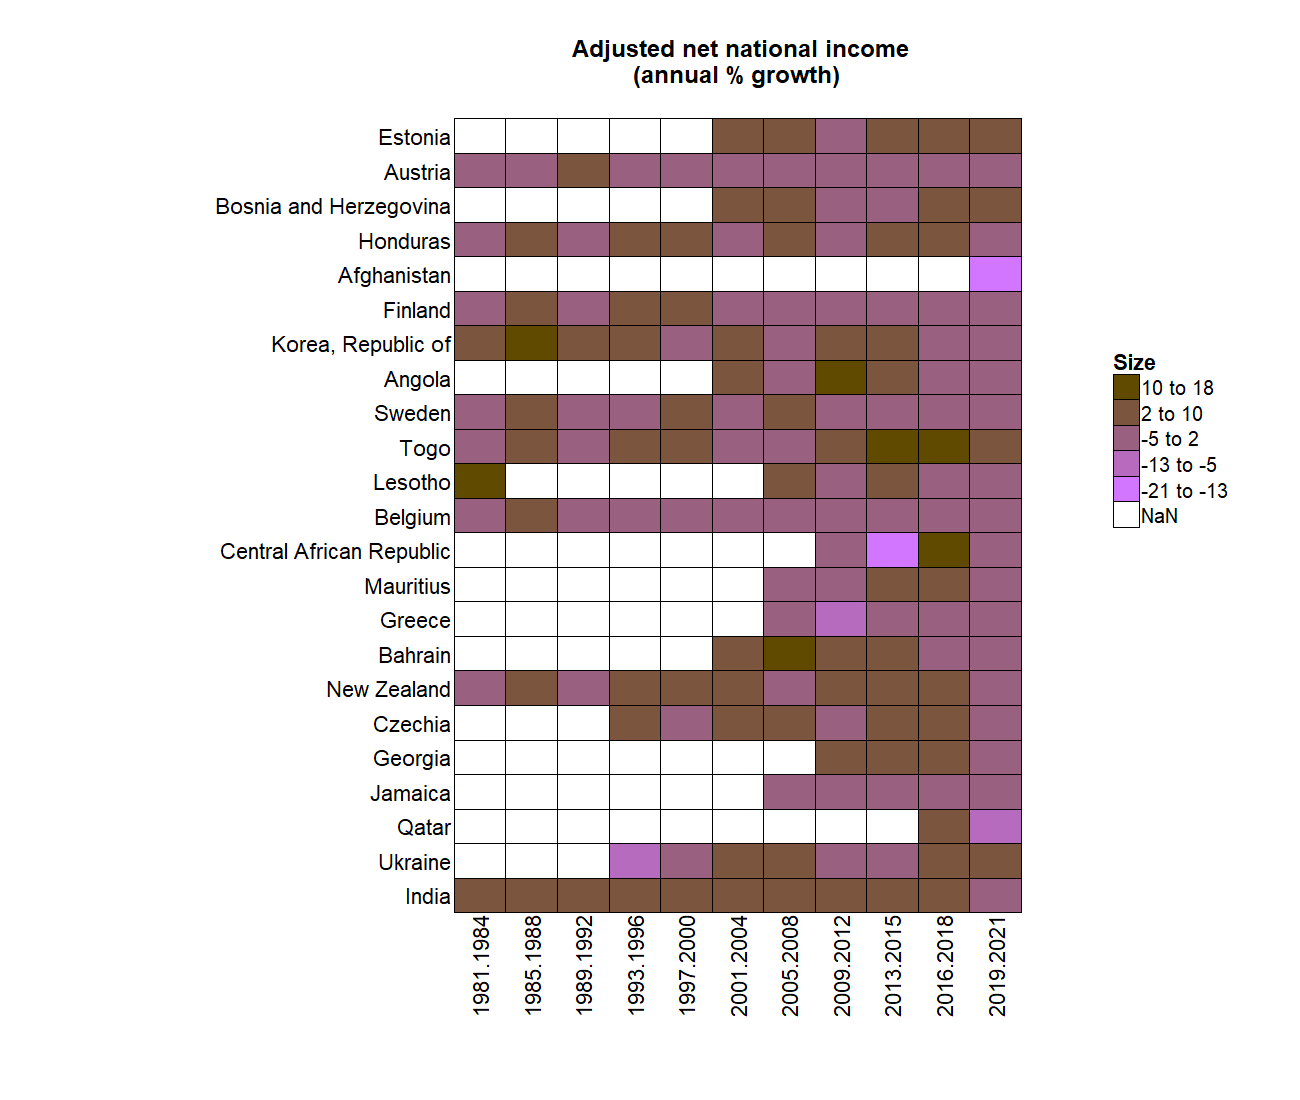 Adjusted net national income
(annual % growth)
Estonia
Austria
Bosnia and Herzegovina
Honduras
Afghanistan
Finland
Korea, Republic of
Angola
Sweden
Togo
Lesotho
Belgium
Central African Republic
Mauritius
Greece
Bahrain
New Zealand
Czechia
Georgia
Jamaica
Qatar
Ukraine
India
1981.1984
1985.1988
1989.1992
1993.1996
1997.2000
2001.2004
2005.2008
2009.2012
2013.2015
2016.2018
2019.2021
Size
10 to 18
2 to 10
-5 to 2
-13 to -5
-21 to -13
NaN